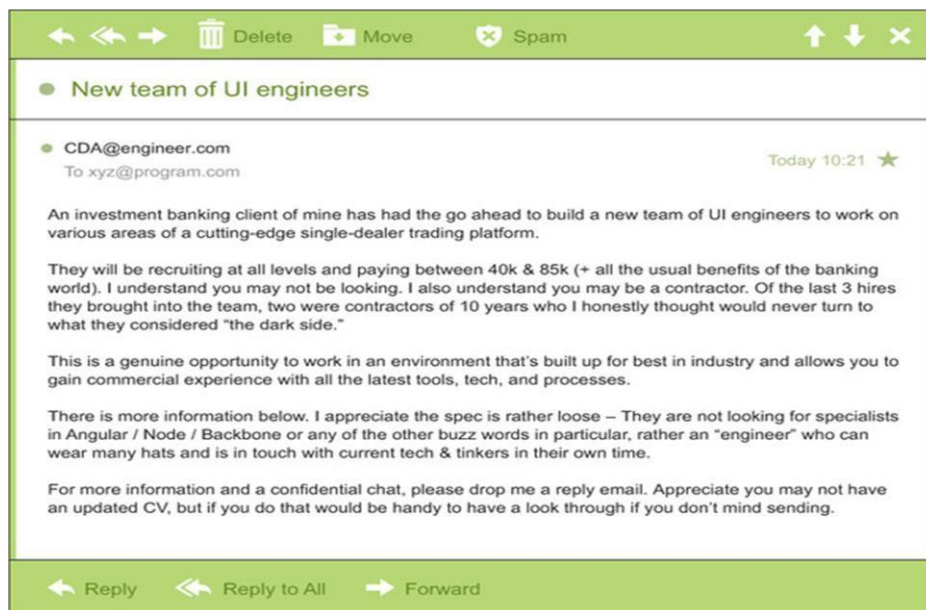 Delete Move Spam
New team of UI engineers
CDA@engineer.com
To xyz@program.com
Today 10:21
An investment banking client of mine has had the go ahead to build a new team of UI engineers to work on
various areas of a cutting-edge single-dealer trading platform.
They will be recruiting at all levels and paying between 40k & 85k (+ all the usual benefits of the banking
world). I understand you may not be looking. I also understand you may be a contractor. Of the last 3 hires
they brought into the team, two were contractors of 10 years who I honestly thought would never turn to
what they considered “the dark side.”
This is a genuine opportunity to work in an environment that’s built up for best in industry and allows you to
gain commercial experience with all the latest tools, tech, and processes.
There is more information below. I appreciate the spec is rather loose – They are not looking for specialists
in Angular / Node / Backbone or any of the other buzz words in particular, rather an “engineer” who can
wear many hats and is in touch with current tech & tinkers in their own time.
For more information and a confidential chat, please drop me a reply email. Appreciate you may not have
an updated CV, but if you do that would be handy to have a look through if you don’t mind sending.
Reply Reply to All Forward